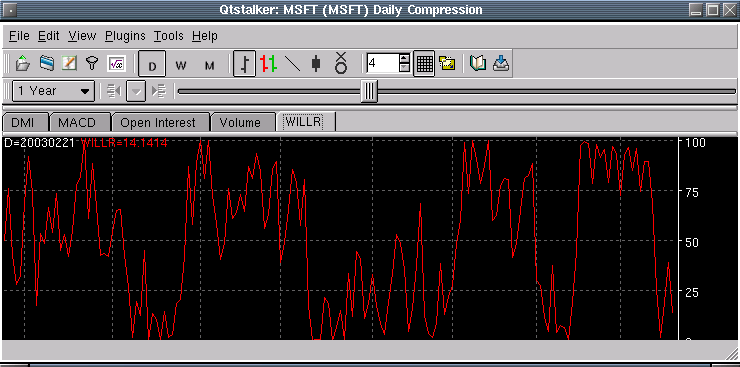 Qtstalker: MSFT (MSFT) Daily Compression
File Edit View Plugins Tools Help
D W M 4
1 Year
DMI MACD Open Interest Volume WILLR
D=20030221 WILLR=14.1414
100
75
50
25
0